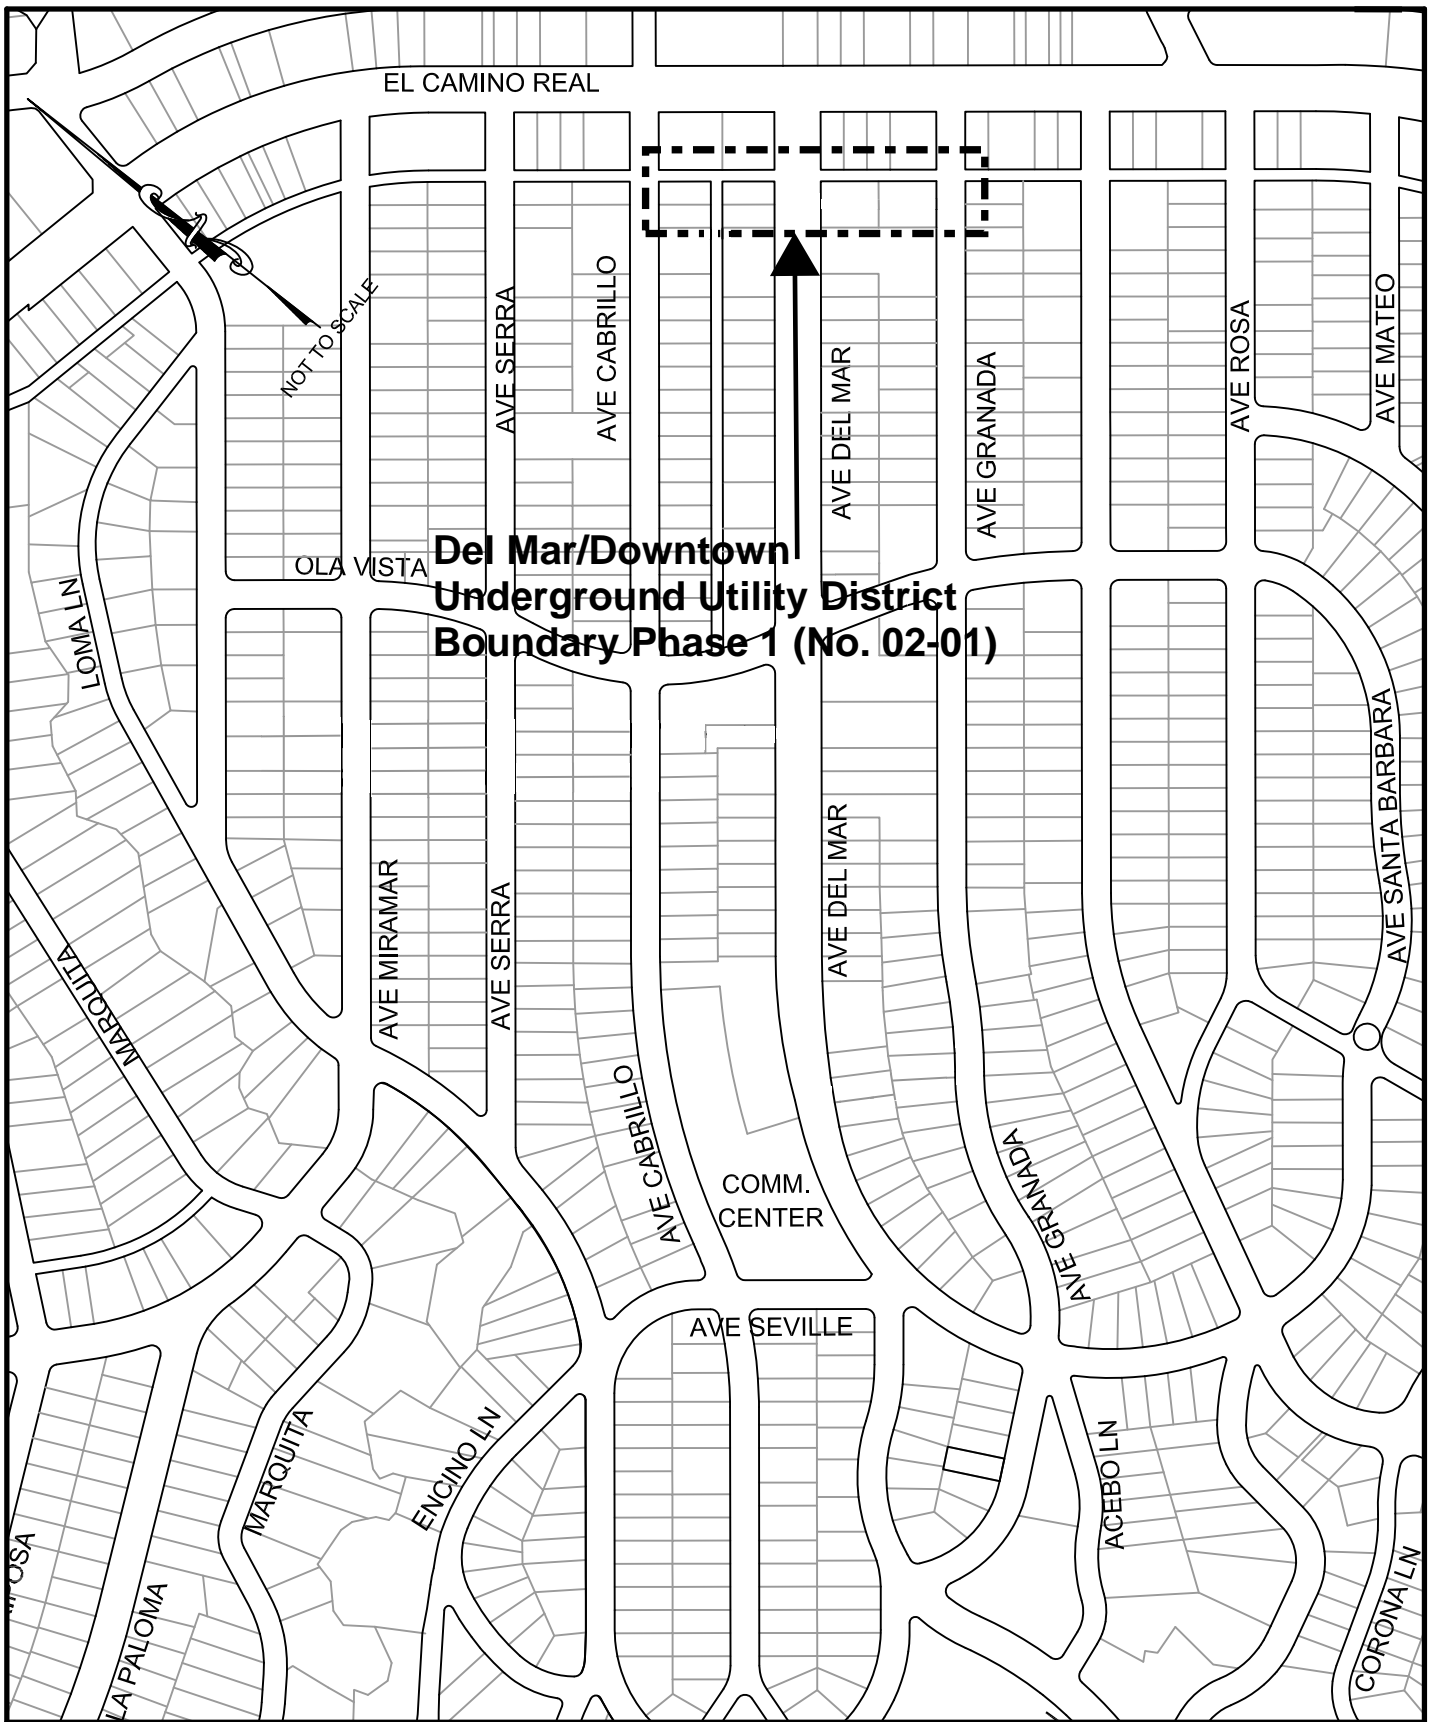 EL CAMINO REAL
NOT TO SCALE
AVE SERRA
AVE CABRILLO
AVE DEL MAR
AVE GRANADA
AVE ROSA
AVE MATEO
OLA VISTA
Del Mar/Downtown
Underground Utility District
Boundary Phase 1 (No. 02-01)
LOMA LN
AVE SANTA BARBARA
AVE MIRAMAR
AVE SERRA
AVE DEL MAR
MARQUITA
AVE CABRILLO
AVE GRANADA
COMM.
CENTER
AVE SEVILLE
MARQUITA
ENCINO LN
ACEBO LN
LA PALOMA
CORONA LN